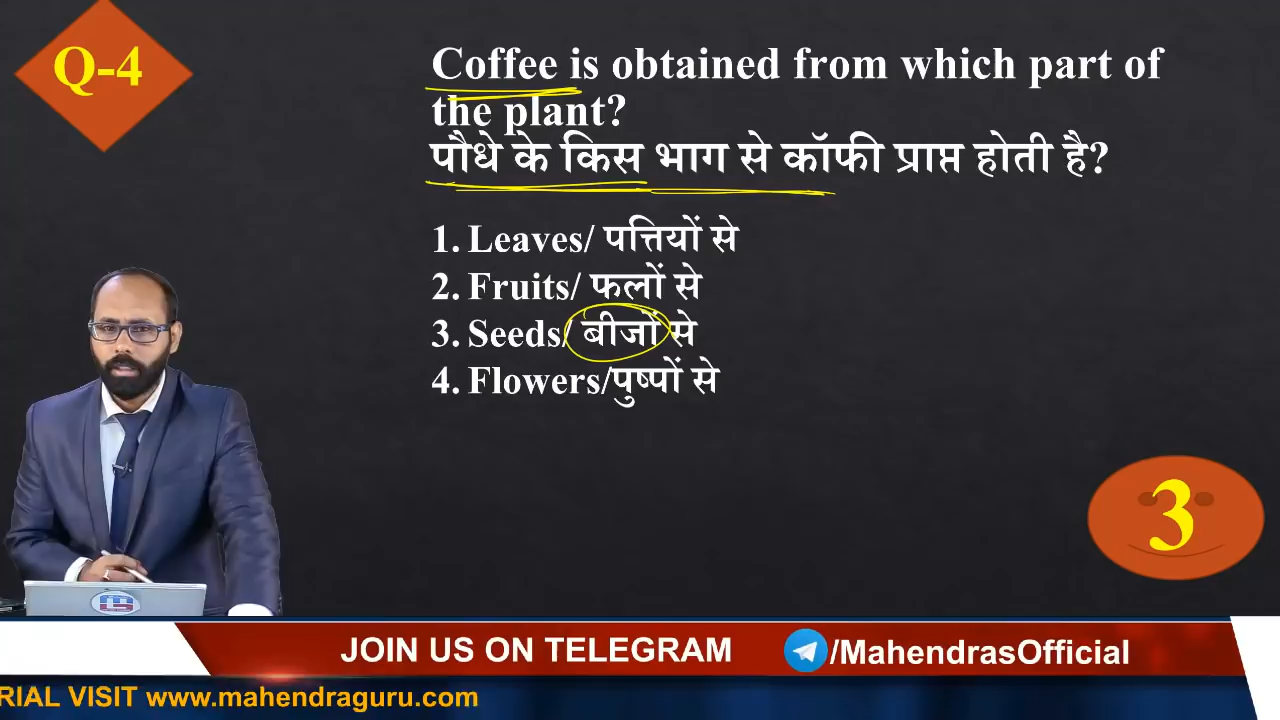 Q-4
Coffee is obtained from which part of
the plant?
पौधे के किस भाग से कॉफी प्राप्त होती है?
1. Leaves/ पत्तियों से
2. Fruits/ फलों से
3. Seeds/ बीजों से
4. Flowers/पुष्पों से
3
JOIN US ON TELEGRAM
/MahendrasOfficial
RIAL VISIT www.mahendraguru.com